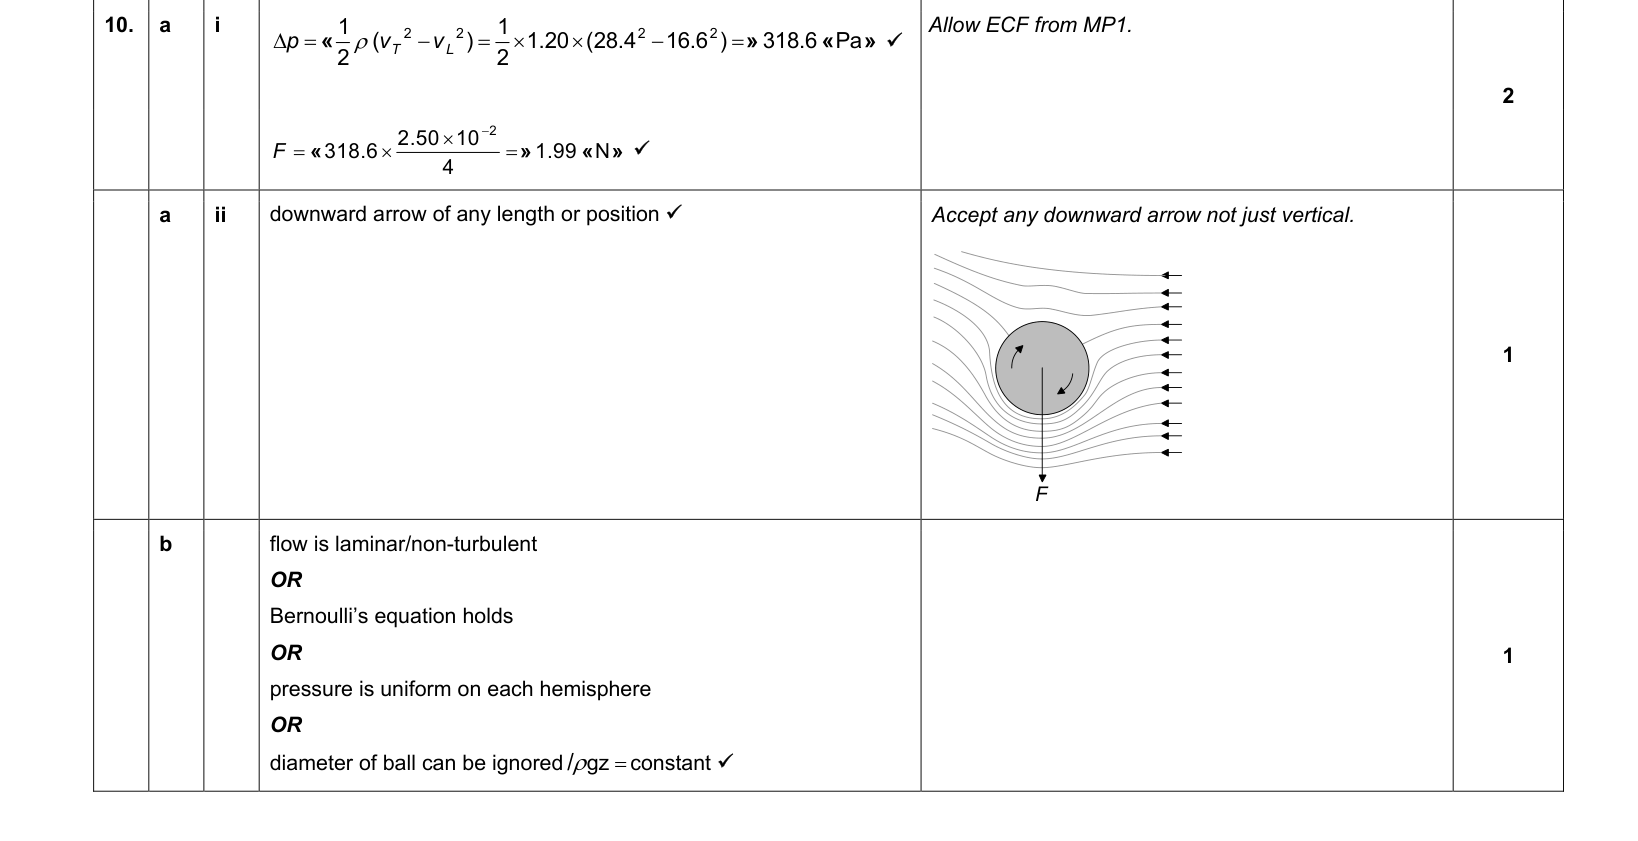 10. a i Δp = «1/2 ρ (v_T² – v_L²) = 1/2 × 1.20 × (28.4² – 16.6²) =» 318.6 «Pa» ✓ Allow ECF from MP1.
2
F = «318.6 × 2.50 × 10⁻² / 4 =» 1.99 «N» ✓
a ii downward arrow of any length or position ✓ Accept any downward arrow not just vertical.
1
F
b flow is laminar/non-turbulent
OR
Bernoulli’s equation holds
OR
1
pressure is uniform on each hemisphere
OR
diameter of ball can be ignored /ρgz = constant ✓